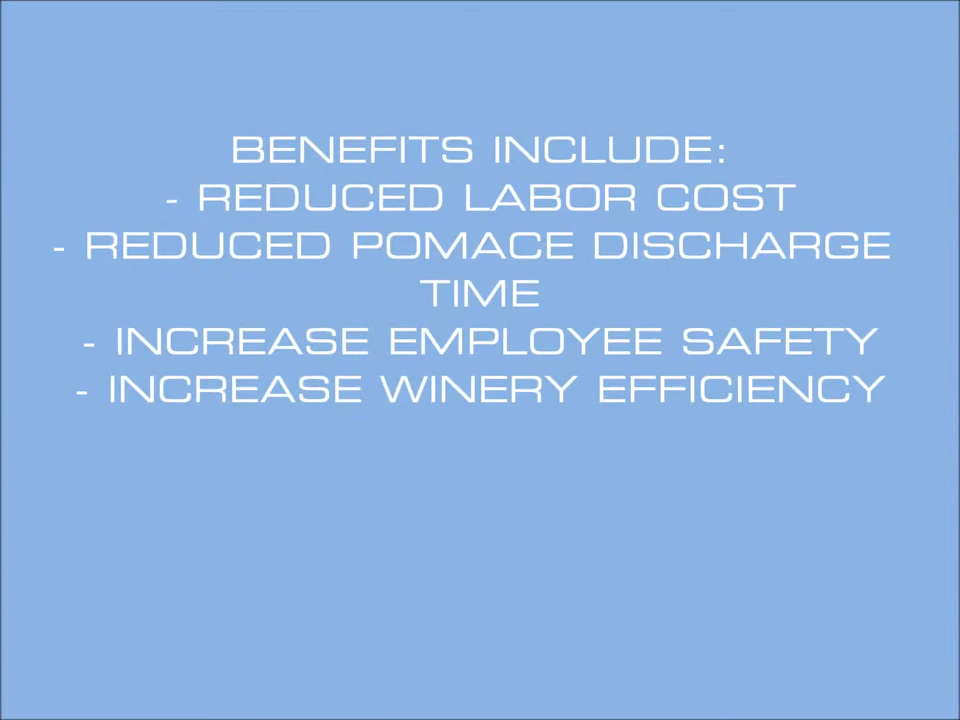 BENEFITS INCLUDE:
- REDUCED LABOR COST
- REDUCED POMACE DISCHARGE
TIME
- INCREASE EMPLOYEE SAFETY
- INCREASE WINERY EFFICIENCY